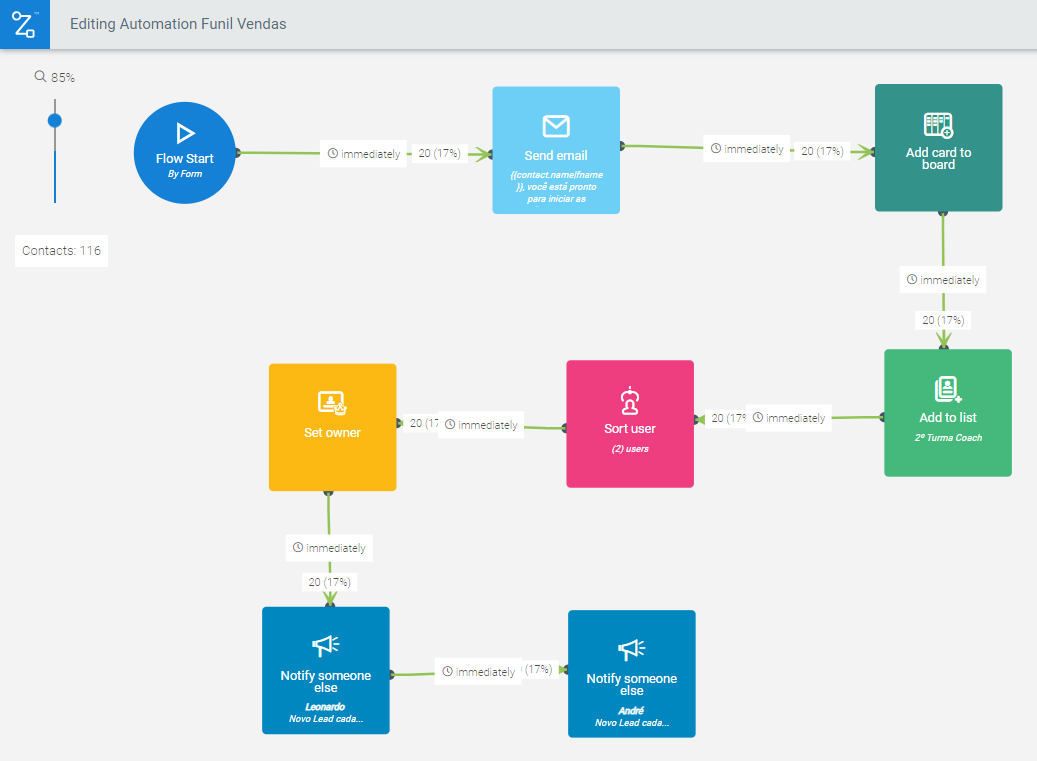 Editing Automation Funil Vendas
85%
Contacts: 116
Flow Start
By Form
immediately
20 (17%)
Send email
{{contact.name|fname
}}, você está pronto
para iniciar as
immediately
20 (17%)
Add card to
board
immediately
20 (17%)
Add to list
2ª Turma Coach
immediately
20 (17%
Sort user
(2) users
immediately
20 (17
Set owner
immediately
20 (17%)
Notify someone
else
Leonardo
Novo Lead cada...
immediately
(17%)
Notify someone
else
André
Novo Lead cada...